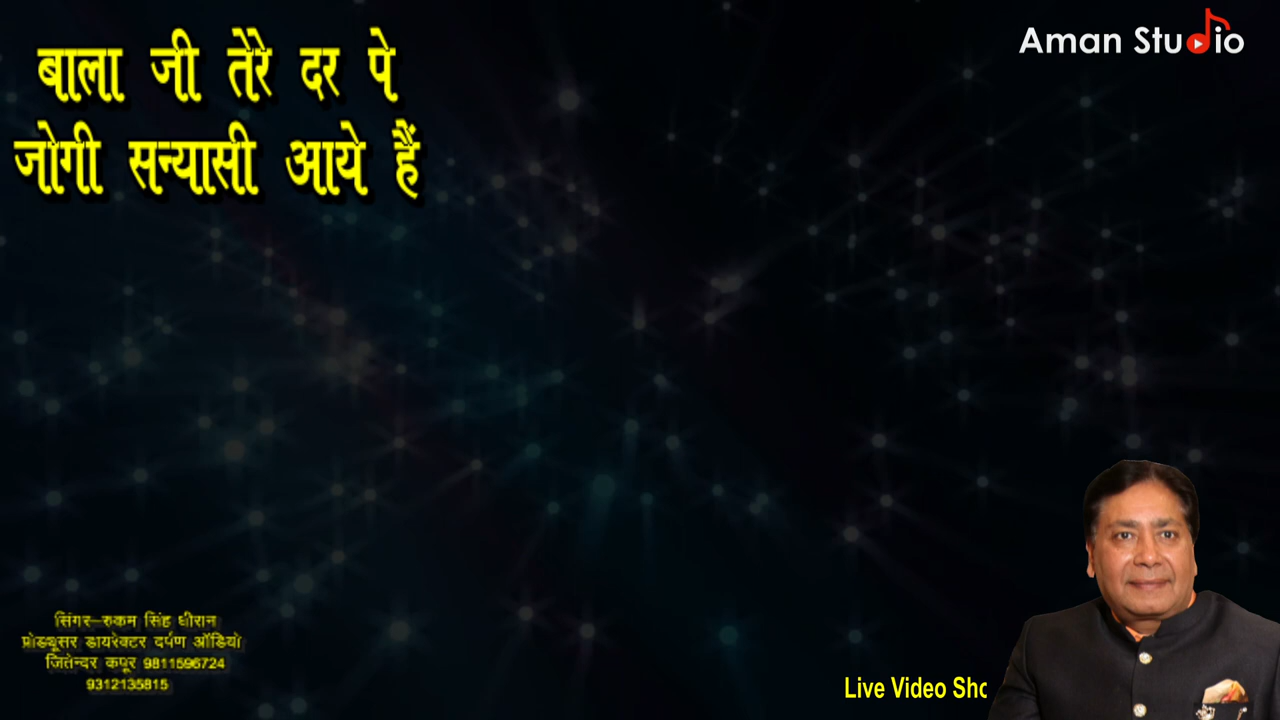 बाला जी तेरे दर पे
जोगी सन्यासी आये हैं
Aman Studio
सिंगर–रुकम सिंह धीरान
प्रोड्यूसर डायरेक्टर दर्पण ऑडियो
जितेन्दर कपूर 9811596724
9312135815
Live Video Sho